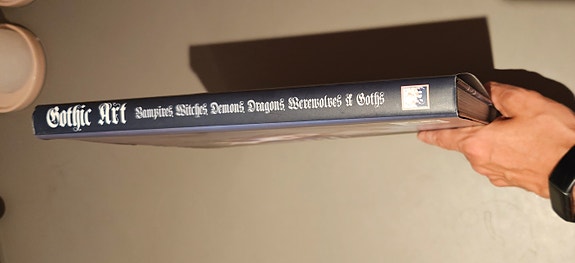 Gothic Art Vampires, Witches, Demons, Dragons, Werewolves & Goths